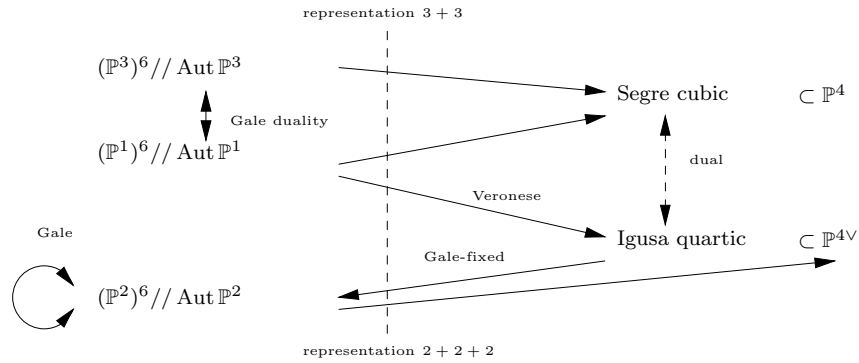 representation 3 + 3
(ℙ³)⁶// Aut ℙ³
Segre cubic ⊂ ℙ⁴
Gale duality
(ℙ¹)⁶// Aut ℙ¹
dual
Veronese
Gale
Igusa quartic ⊂ ℙ⁴ⱽ
Gale-fixed
(ℙ²)⁶// Aut ℙ²
representation 2 + 2 + 2